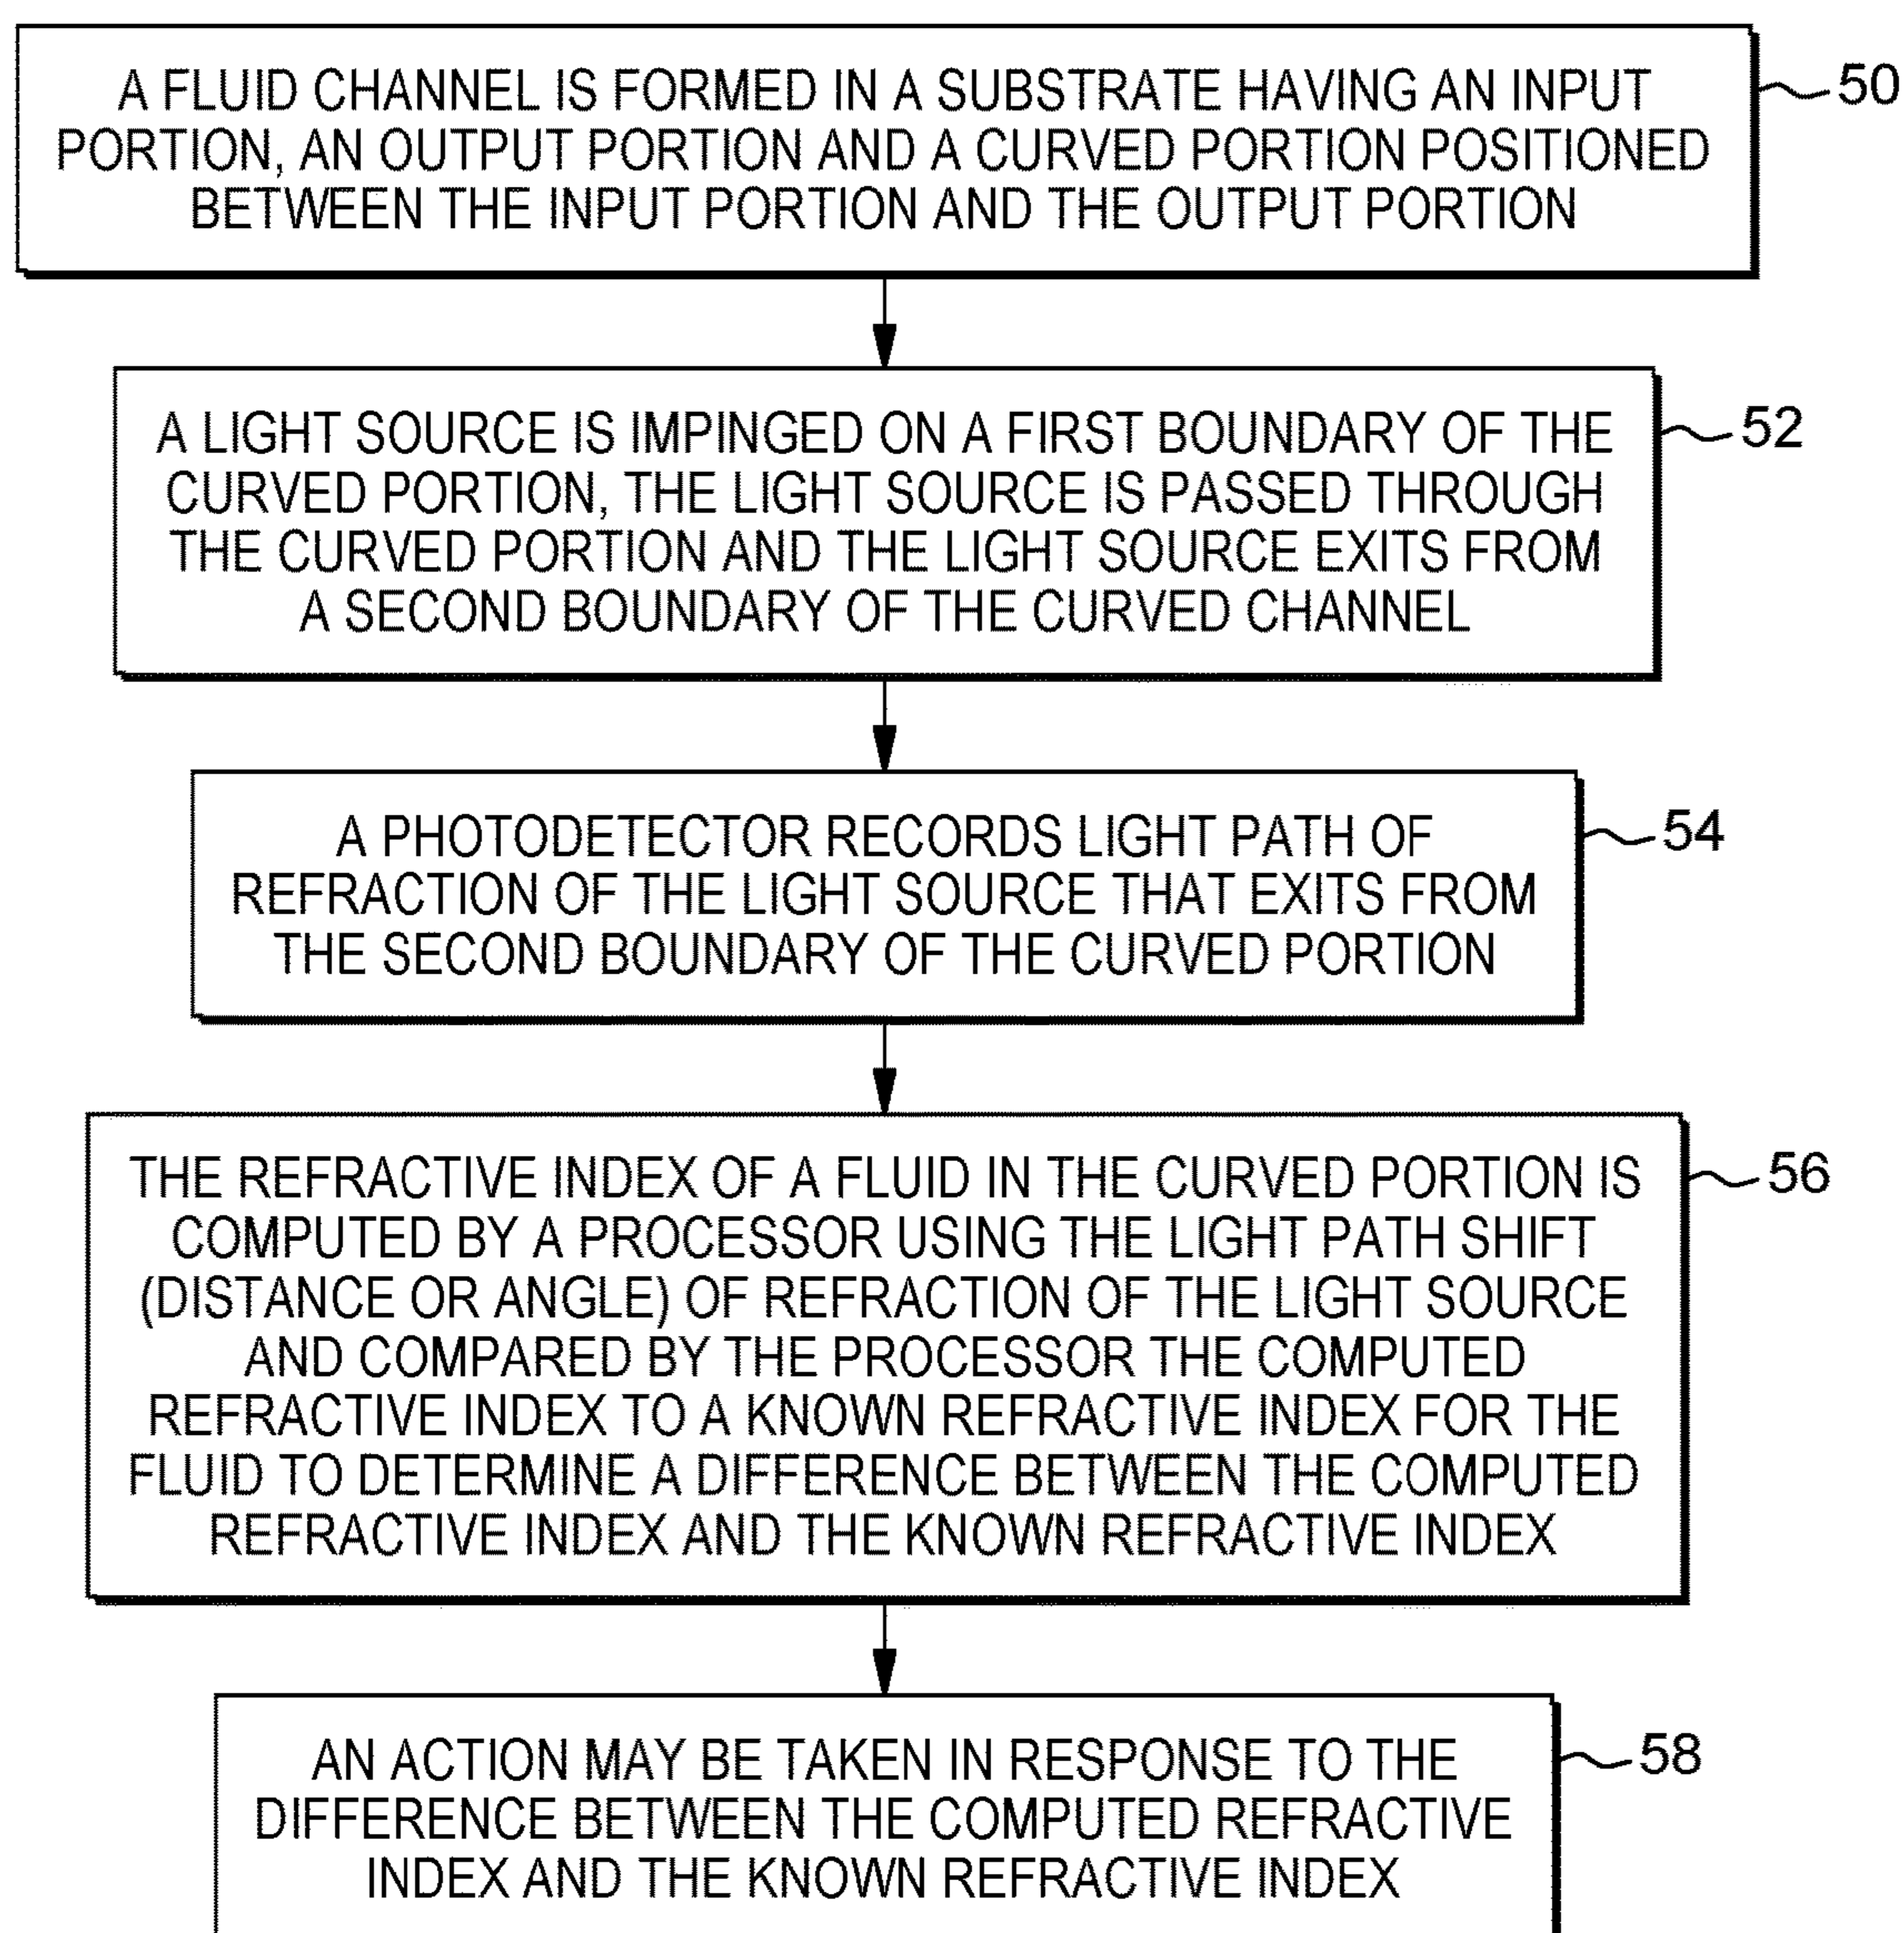 A FLUID CHANNEL IS FORMED IN A SUBSTRATE HAVING AN INPUT
PORTION, AN OUTPUT PORTION AND A CURVED PORTION POSITIONED
BETWEEN THE INPUT PORTION AND THE OUTPUT PORTION
50
A LIGHT SOURCE IS IMPINGED ON A FIRST BOUNDARY OF THE
CURVED PORTION, THE LIGHT SOURCE IS PASSED THROUGH
THE CURVED PORTION AND THE LIGHT SOURCE EXITS FROM
A SECOND BOUNDARY OF THE CURVED CHANNEL
52
A PHOTODETECTOR RECORDS LIGHT PATH OF
REFRACTION OF THE LIGHT SOURCE THAT EXITS FROM
THE SECOND BOUNDARY OF THE CURVED PORTION
54
THE REFRACTIVE INDEX OF A FLUID IN THE CURVED PORTION IS
COMPUTED BY A PROCESSOR USING THE LIGHT PATH SHIFT
(DISTANCE OR ANGLE) OF REFRACTION OF THE LIGHT SOURCE
AND COMPARED BY THE PROCESSOR THE COMPUTED
REFRACTIVE INDEX TO A KNOWN REFRACTIVE INDEX FOR THE
FLUID TO DETERMINE A DIFFERENCE BETWEEN THE COMPUTED
REFRACTIVE INDEX AND THE KNOWN REFRACTIVE INDEX
56
AN ACTION MAY BE TAKEN IN RESPONSE TO THE
DIFFERENCE BETWEEN THE COMPUTED REFRACTIVE
INDEX AND THE KNOWN REFRACTIVE INDEX
58